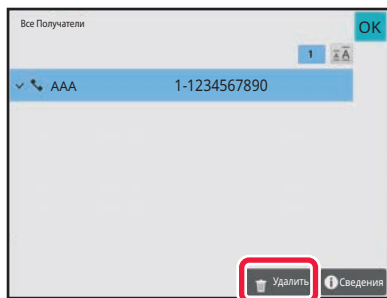 Все Получатели
OK
1
AAA 1-1234567890
Удалить
Сведения